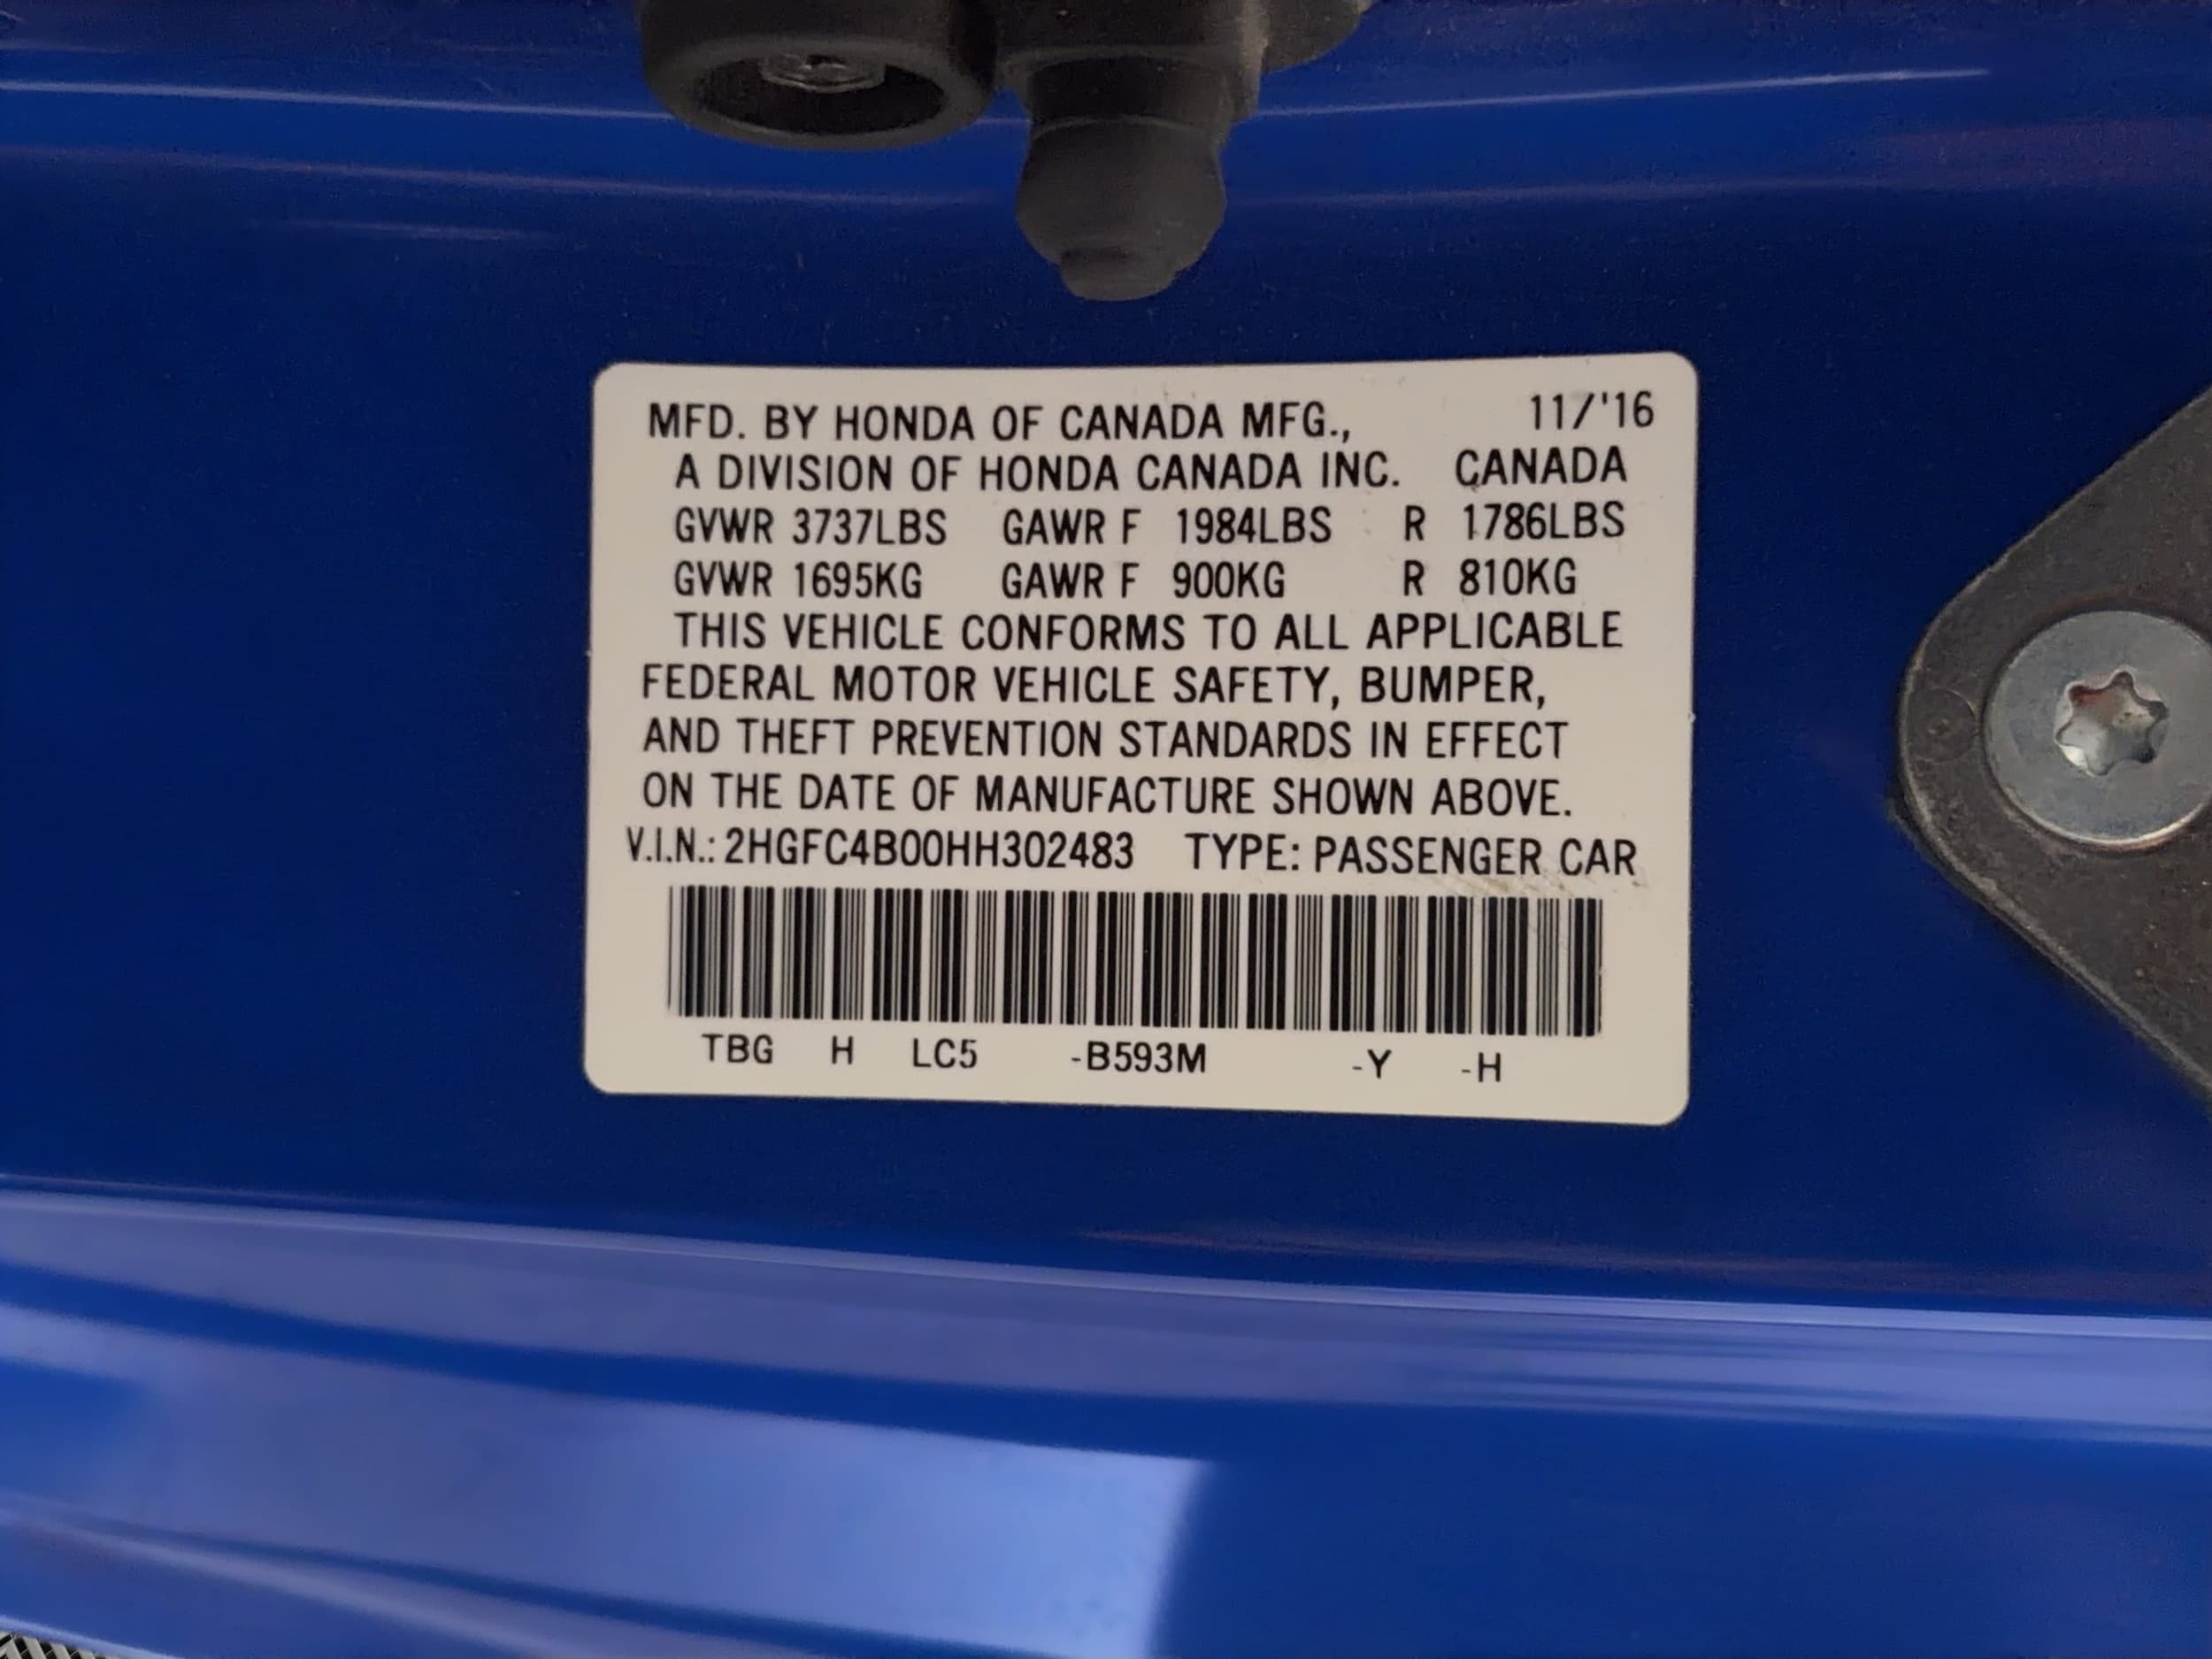 MFD. BY HONDA OF CANADA MFG., 11/'16
A DIVISION OF HONDA CANADA INC. CANADA
GVWR 3737LBS GAWR F 1984LBS R 1786LBS
GVWR 1695KG GAWR F 900KG R 810KG
THIS VEHICLE CONFORMS TO ALL APPLICABLE
FEDERAL MOTOR VEHICLE SAFETY, BUMPER,
AND THEFT PREVENTION STANDARDS IN EFFECT
ON THE DATE OF MANUFACTURE SHOWN ABOVE.
V.I.N.: 2HGFC4B00HH302483 TYPE: PASSENGER CAR
TBG H LC5 -B593M -Y -H